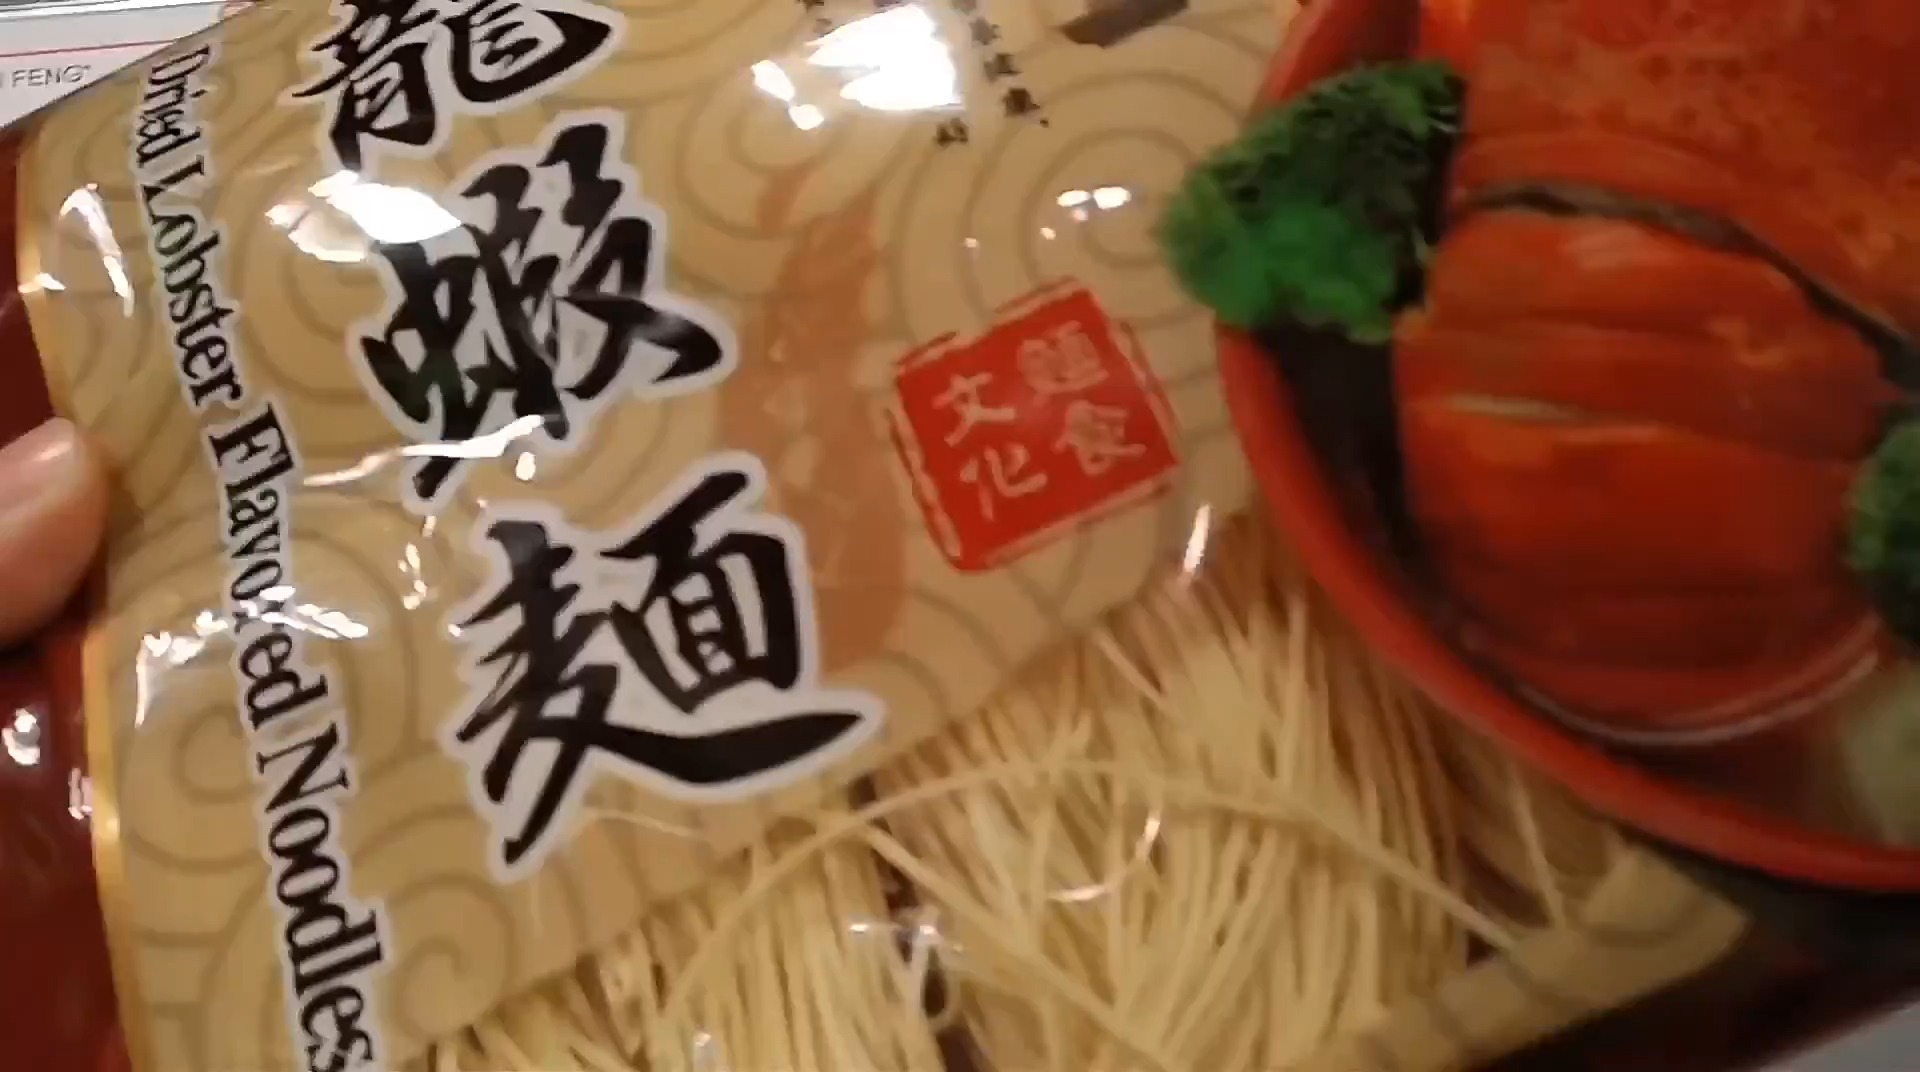 FENG"
龍蝦麵
Dried Lobster Flavored Noodles
麵食
文化